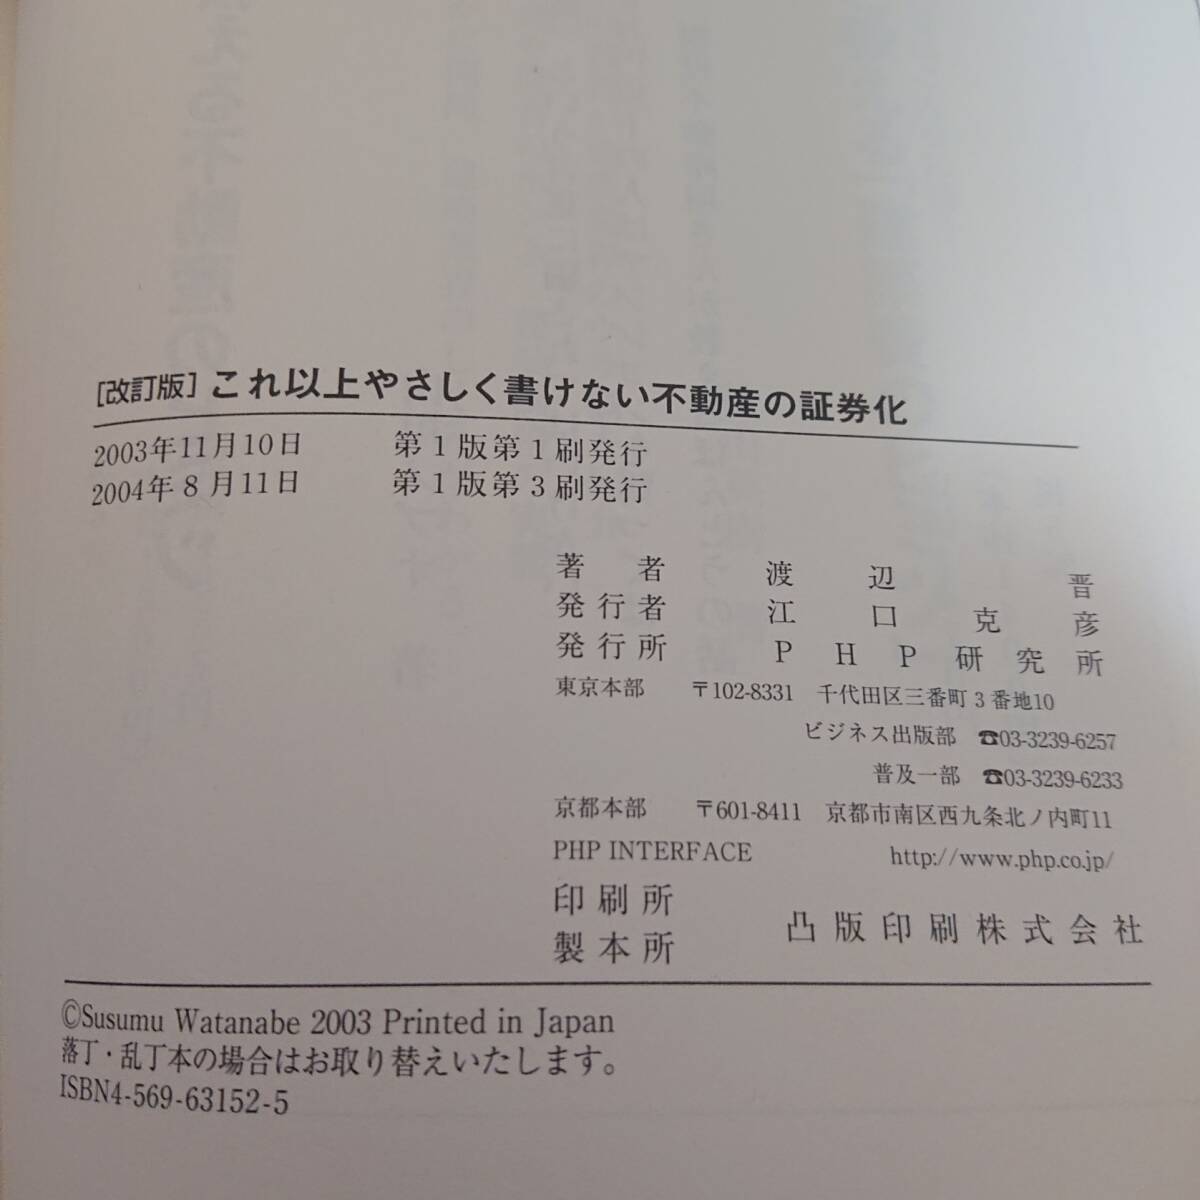 [改訂版]これ以上やさしく書けない不動産の証券化
2003年11月10日 第1版第1刷発行
2004年8月11日 第1版第3刷発行
著者 渡辺晋
発行者 江口克彦
発行所 PHP研究所
東京本部 〒102-8331 千代田区三番町3番地10
ビジネス出版部 ☎03-3239-6257
普及一部 ☎03-3239-6233
京都本部 〒601-8411 京都市南区西九条北ノ内町11
PHP INTERFACE http://www.php.co.jp/
印刷所
製本所 凸版印刷株式会社
©Susumu Watanabe 2003 Printed in Japan
落丁・乱丁本の場合はお取り替えいたします。
ISBN4-569-63152-5